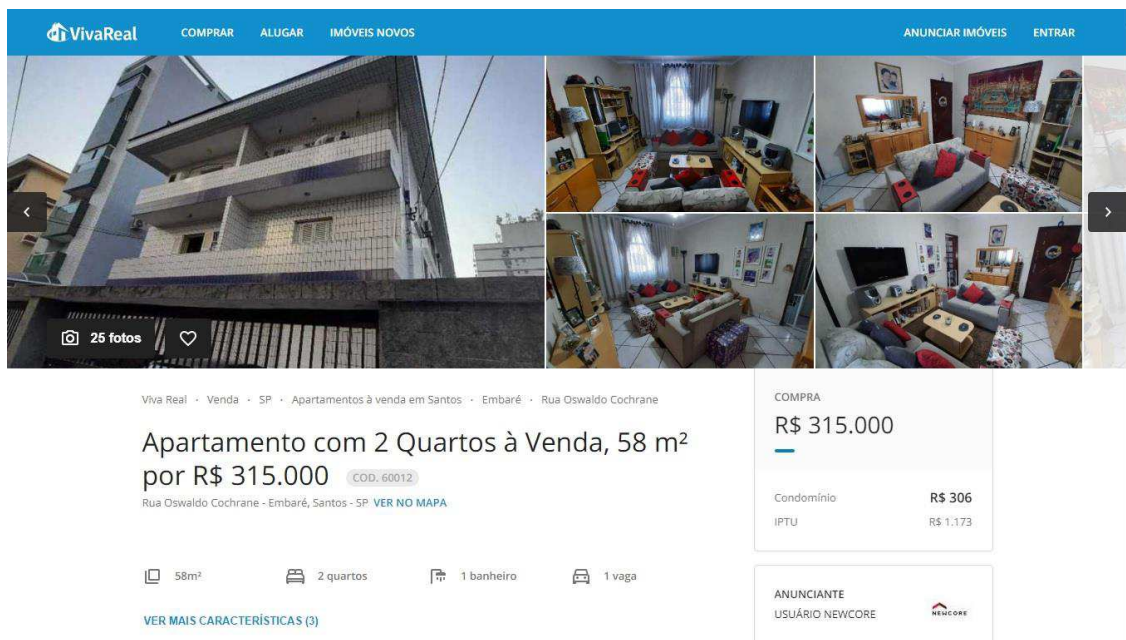 VivaReal
COMPRAR
ALUGAR
IMÓVEIS NOVOS
ANUNCIAR IMÓVEIS
ENTRAR
25 fotos
Viva Real · Venda · SP · Apartamentos à venda em Santos · Embaré · Rua Oswaldo Cochrane
Apartamento com 2 Quartos à Venda, 58 m²
por R$ 315.000 COD. 60012
Rua Oswaldo Cochrane - Embaré, Santos - SP VER NO MAPA
58m²
2 quartos
1 banheiro
1 vaga
VER MAIS CARACTERÍSTICAS (3)
COMPRA
R$ 315.000
Condomínio R$ 306
IPTU R$ 1.173
ANUNCIANTE
USUÁRIO NEWCORE
NEWCORE